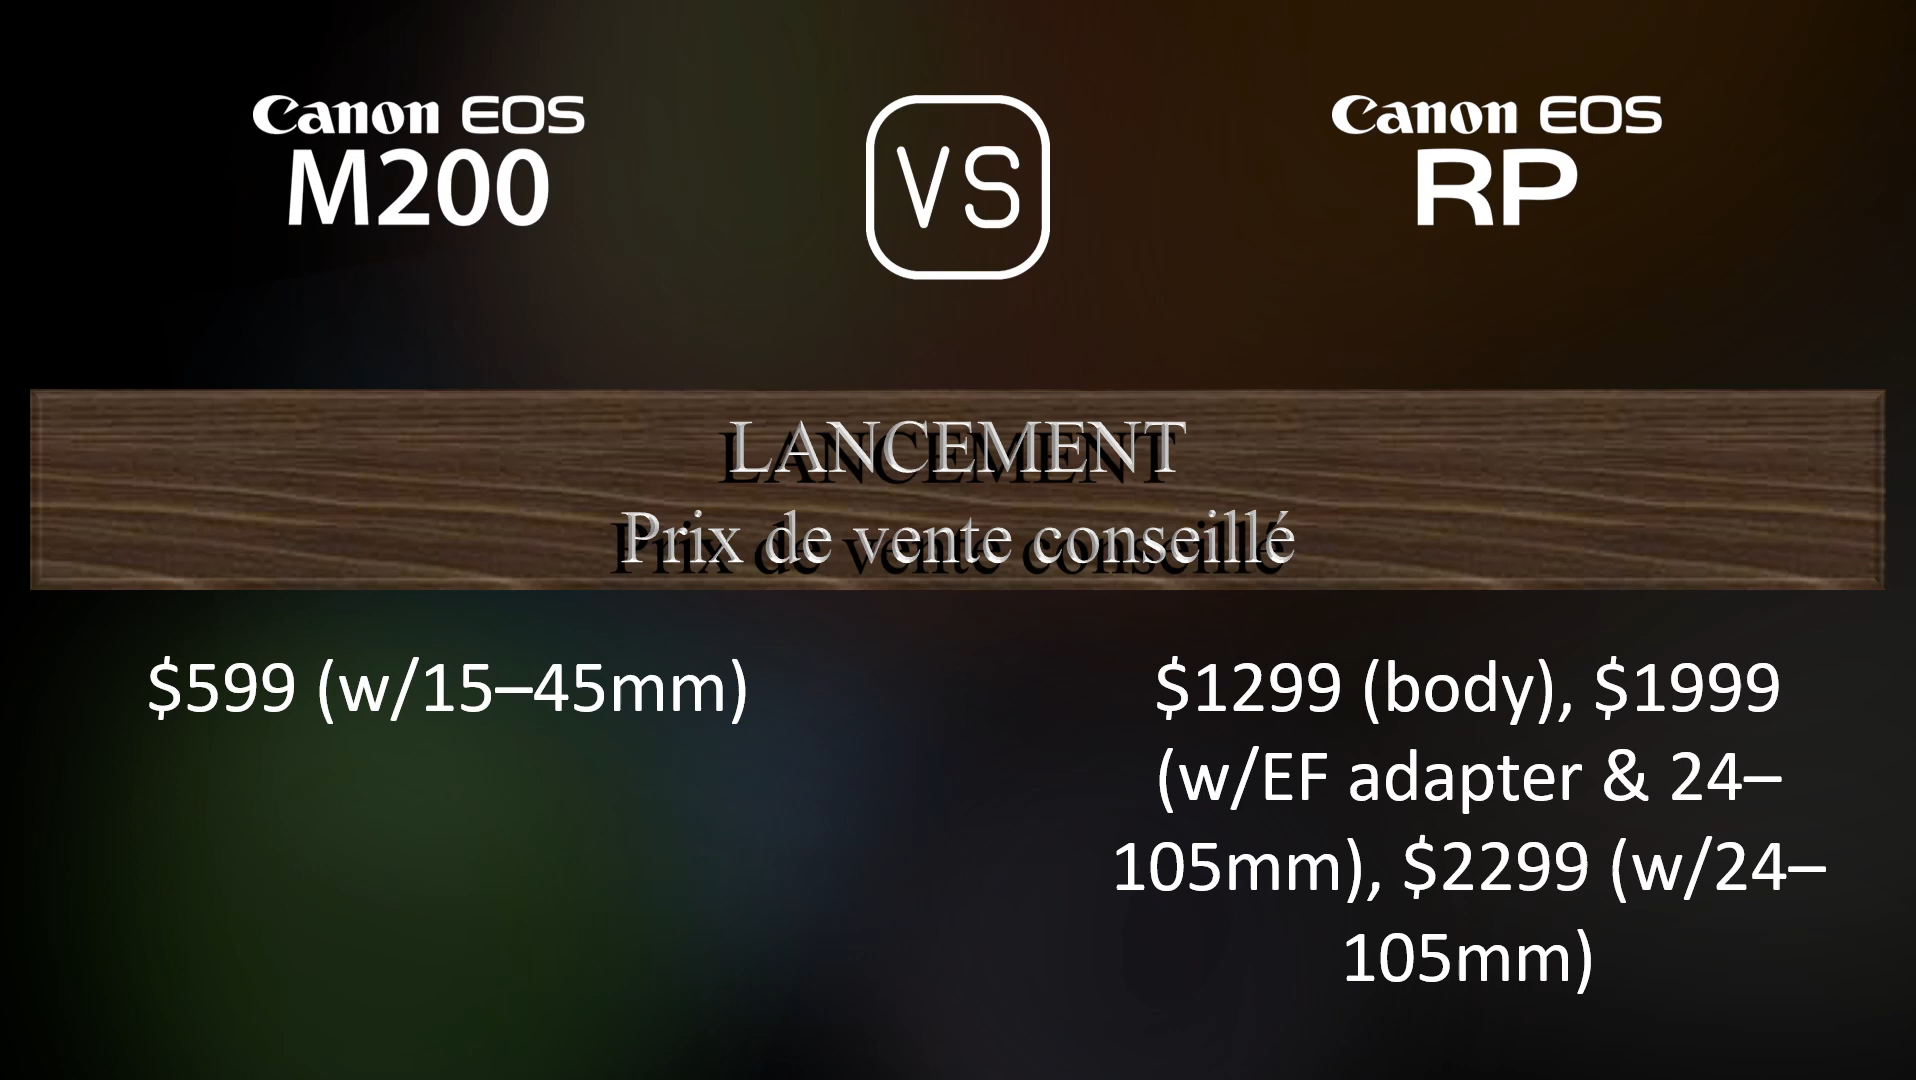 Canon EOS
M200
VS
Canon EOS
RP
LANCEMENT
Prix de vente conseillé
$599 (w/15–45mm)
$1299 (body), $1999
(w/EF adapter & 24–
105mm), $2299 (w/24–
105mm)